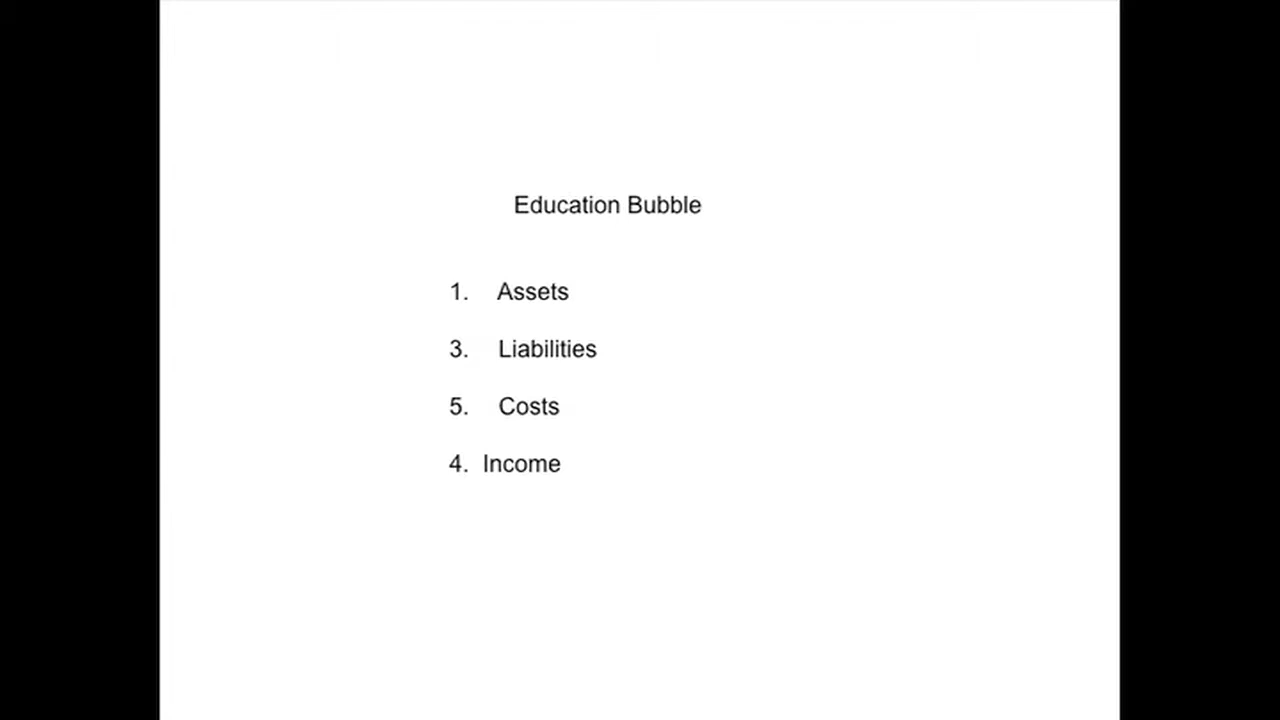 Education Bubble
1. Assets
3. Liabilities
5. Costs
4. Income